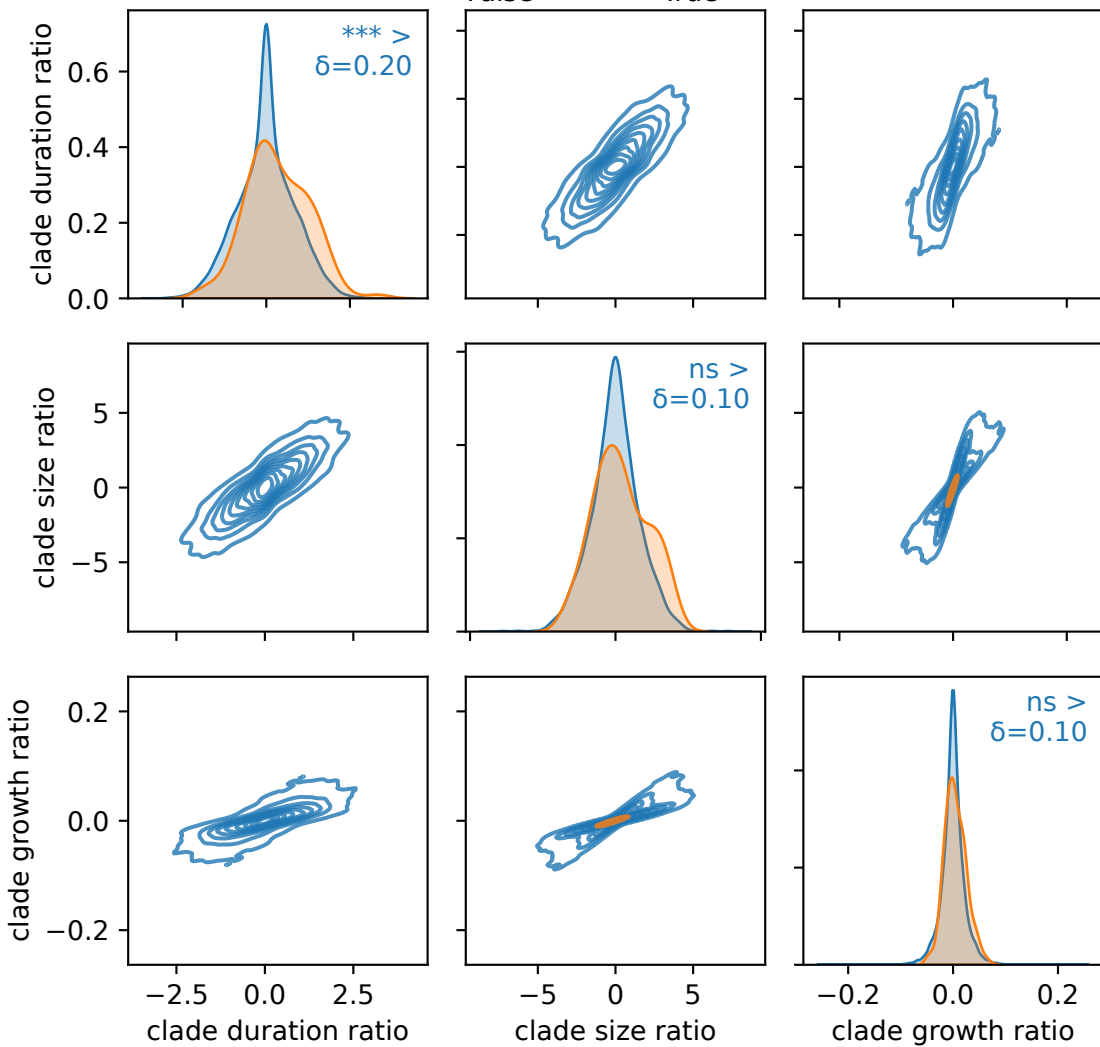 clade duration ratio
0.6
0.4
0.2
0.0
*** >
δ=0.20
clade size ratio
5
0
−5
ns >
δ=0.10
clade growth ratio
0.2
0.0
−0.2
ns >
δ=0.10
−2.5 0.0 2.5
−5 0 5
−0.2 0.0 0.2
clade duration ratio
clade size ratio
clade growth ratio